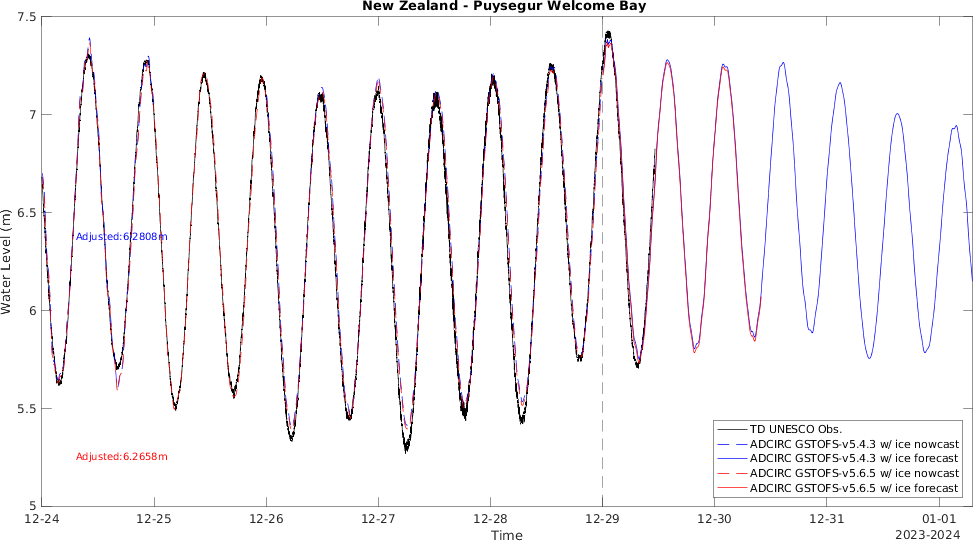 New Zealand - Puysegur Welcome Bay
7.5
7
6.5
6
5.5
5
Water Level (m)
Adjusted:6.2808m
Adjusted:6.2658m
TD UNESCO Obs.
ADCIRC GSTOFS-v5.4.3 w/ ice nowcast
ADCIRC GSTOFS-v5.4.3 w/ ice forecast
ADCIRC GSTOFS-v5.6.5 w/ ice nowcast
ADCIRC GSTOFS-v5.6.5 w/ ice forecast
12-24 12-25 12-26 12-27 12-28 12-29 12-30 12-31 01-01
Time
2023-2024